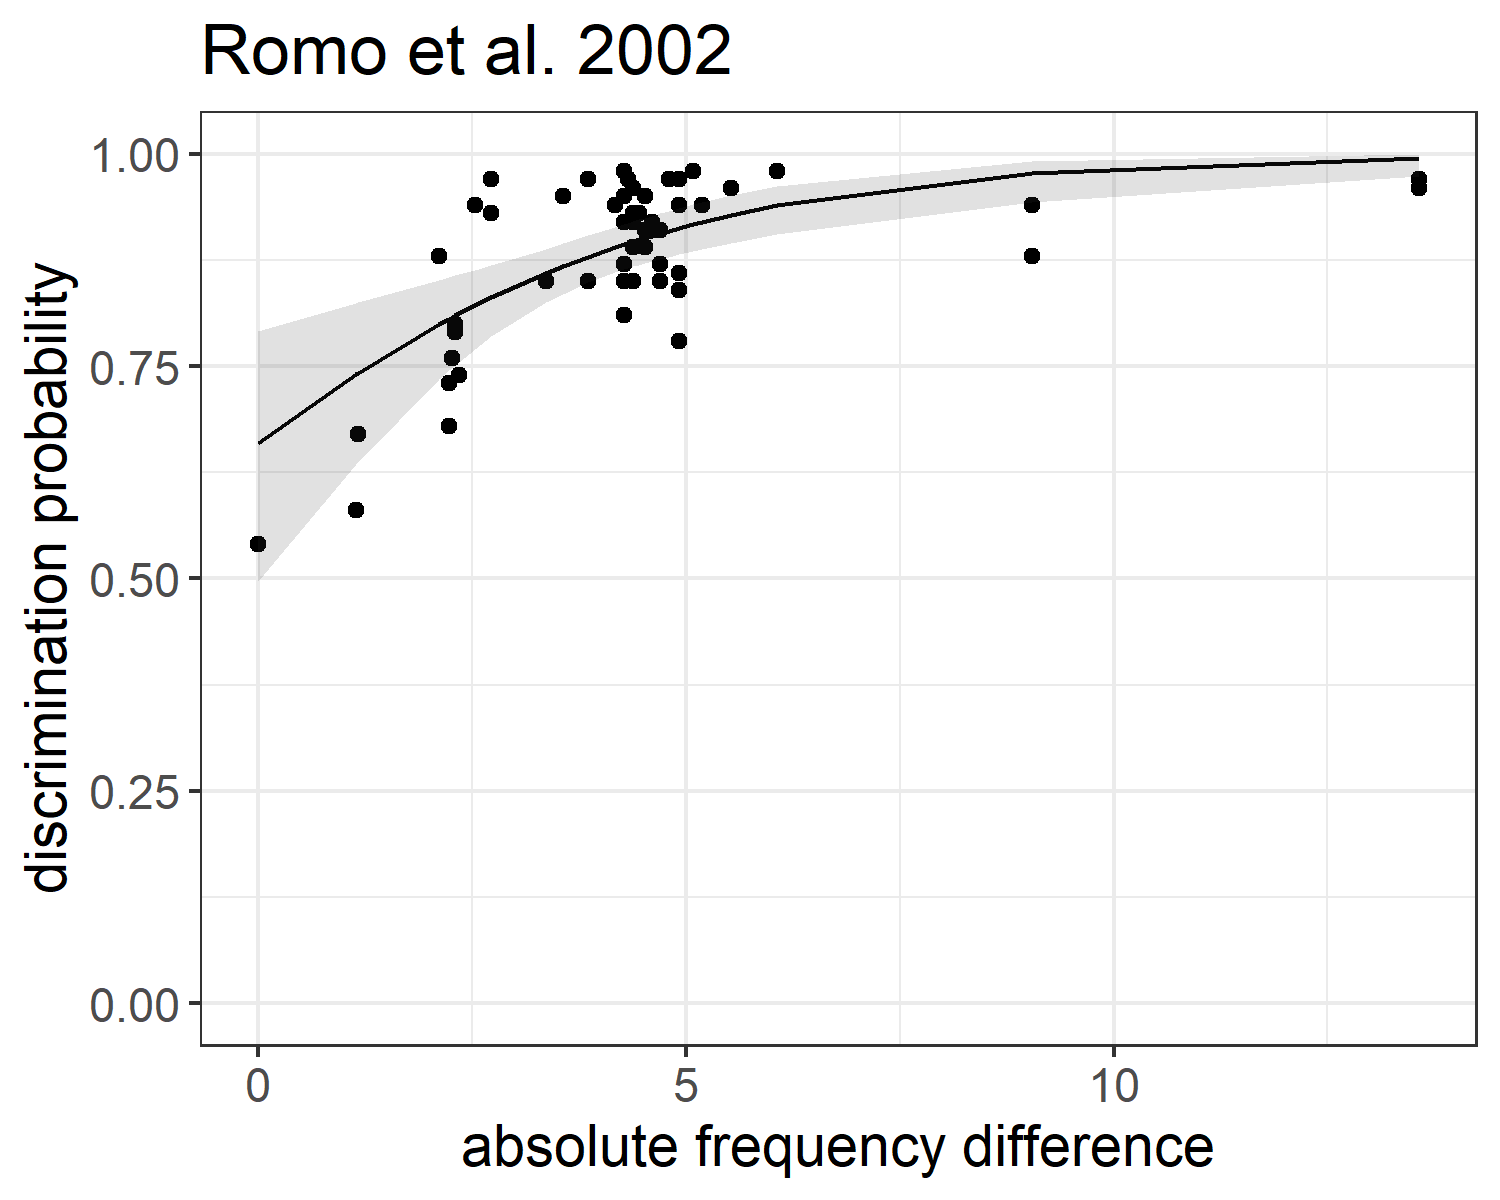 Romo et al. 2002
1.00
0.75
0.50
0.25
0.00
discrimination probability
0
5
10
absolute frequency difference